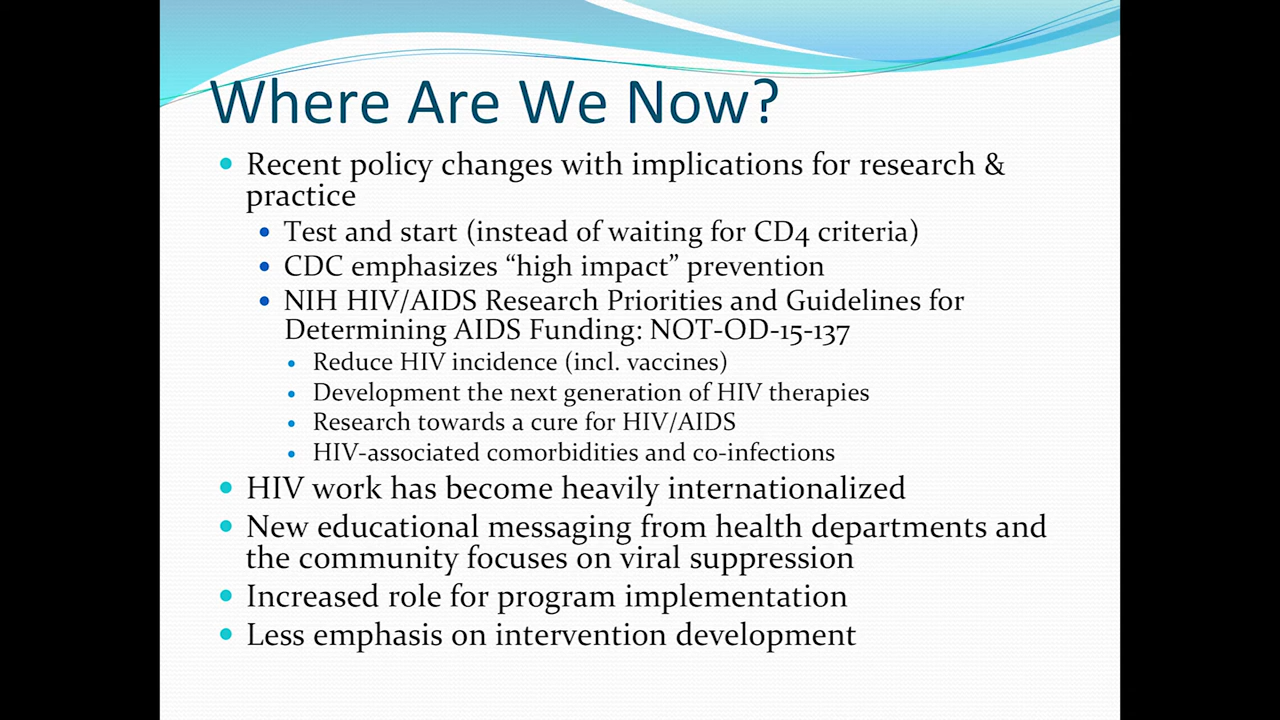 Where Are We Now?
• Recent policy changes with implications for research &
practice
• Test and start (instead of waiting for CD4 criteria)
• CDC emphasizes “high impact” prevention
• NIH HIV/AIDS Research Priorities and Guidelines for
Determining AIDS Funding: NOT-OD-15-137
• Reduce HIV incidence (incl. vaccines)
• Development the next generation of HIV therapies
• Research towards a cure for HIV/AIDS
• HIV-associated comorbidities and co-infections
• HIV work has become heavily internationalized
• New educational messaging from health departments and
the community focuses on viral suppression
• Increased role for program implementation
• Less emphasis on intervention development